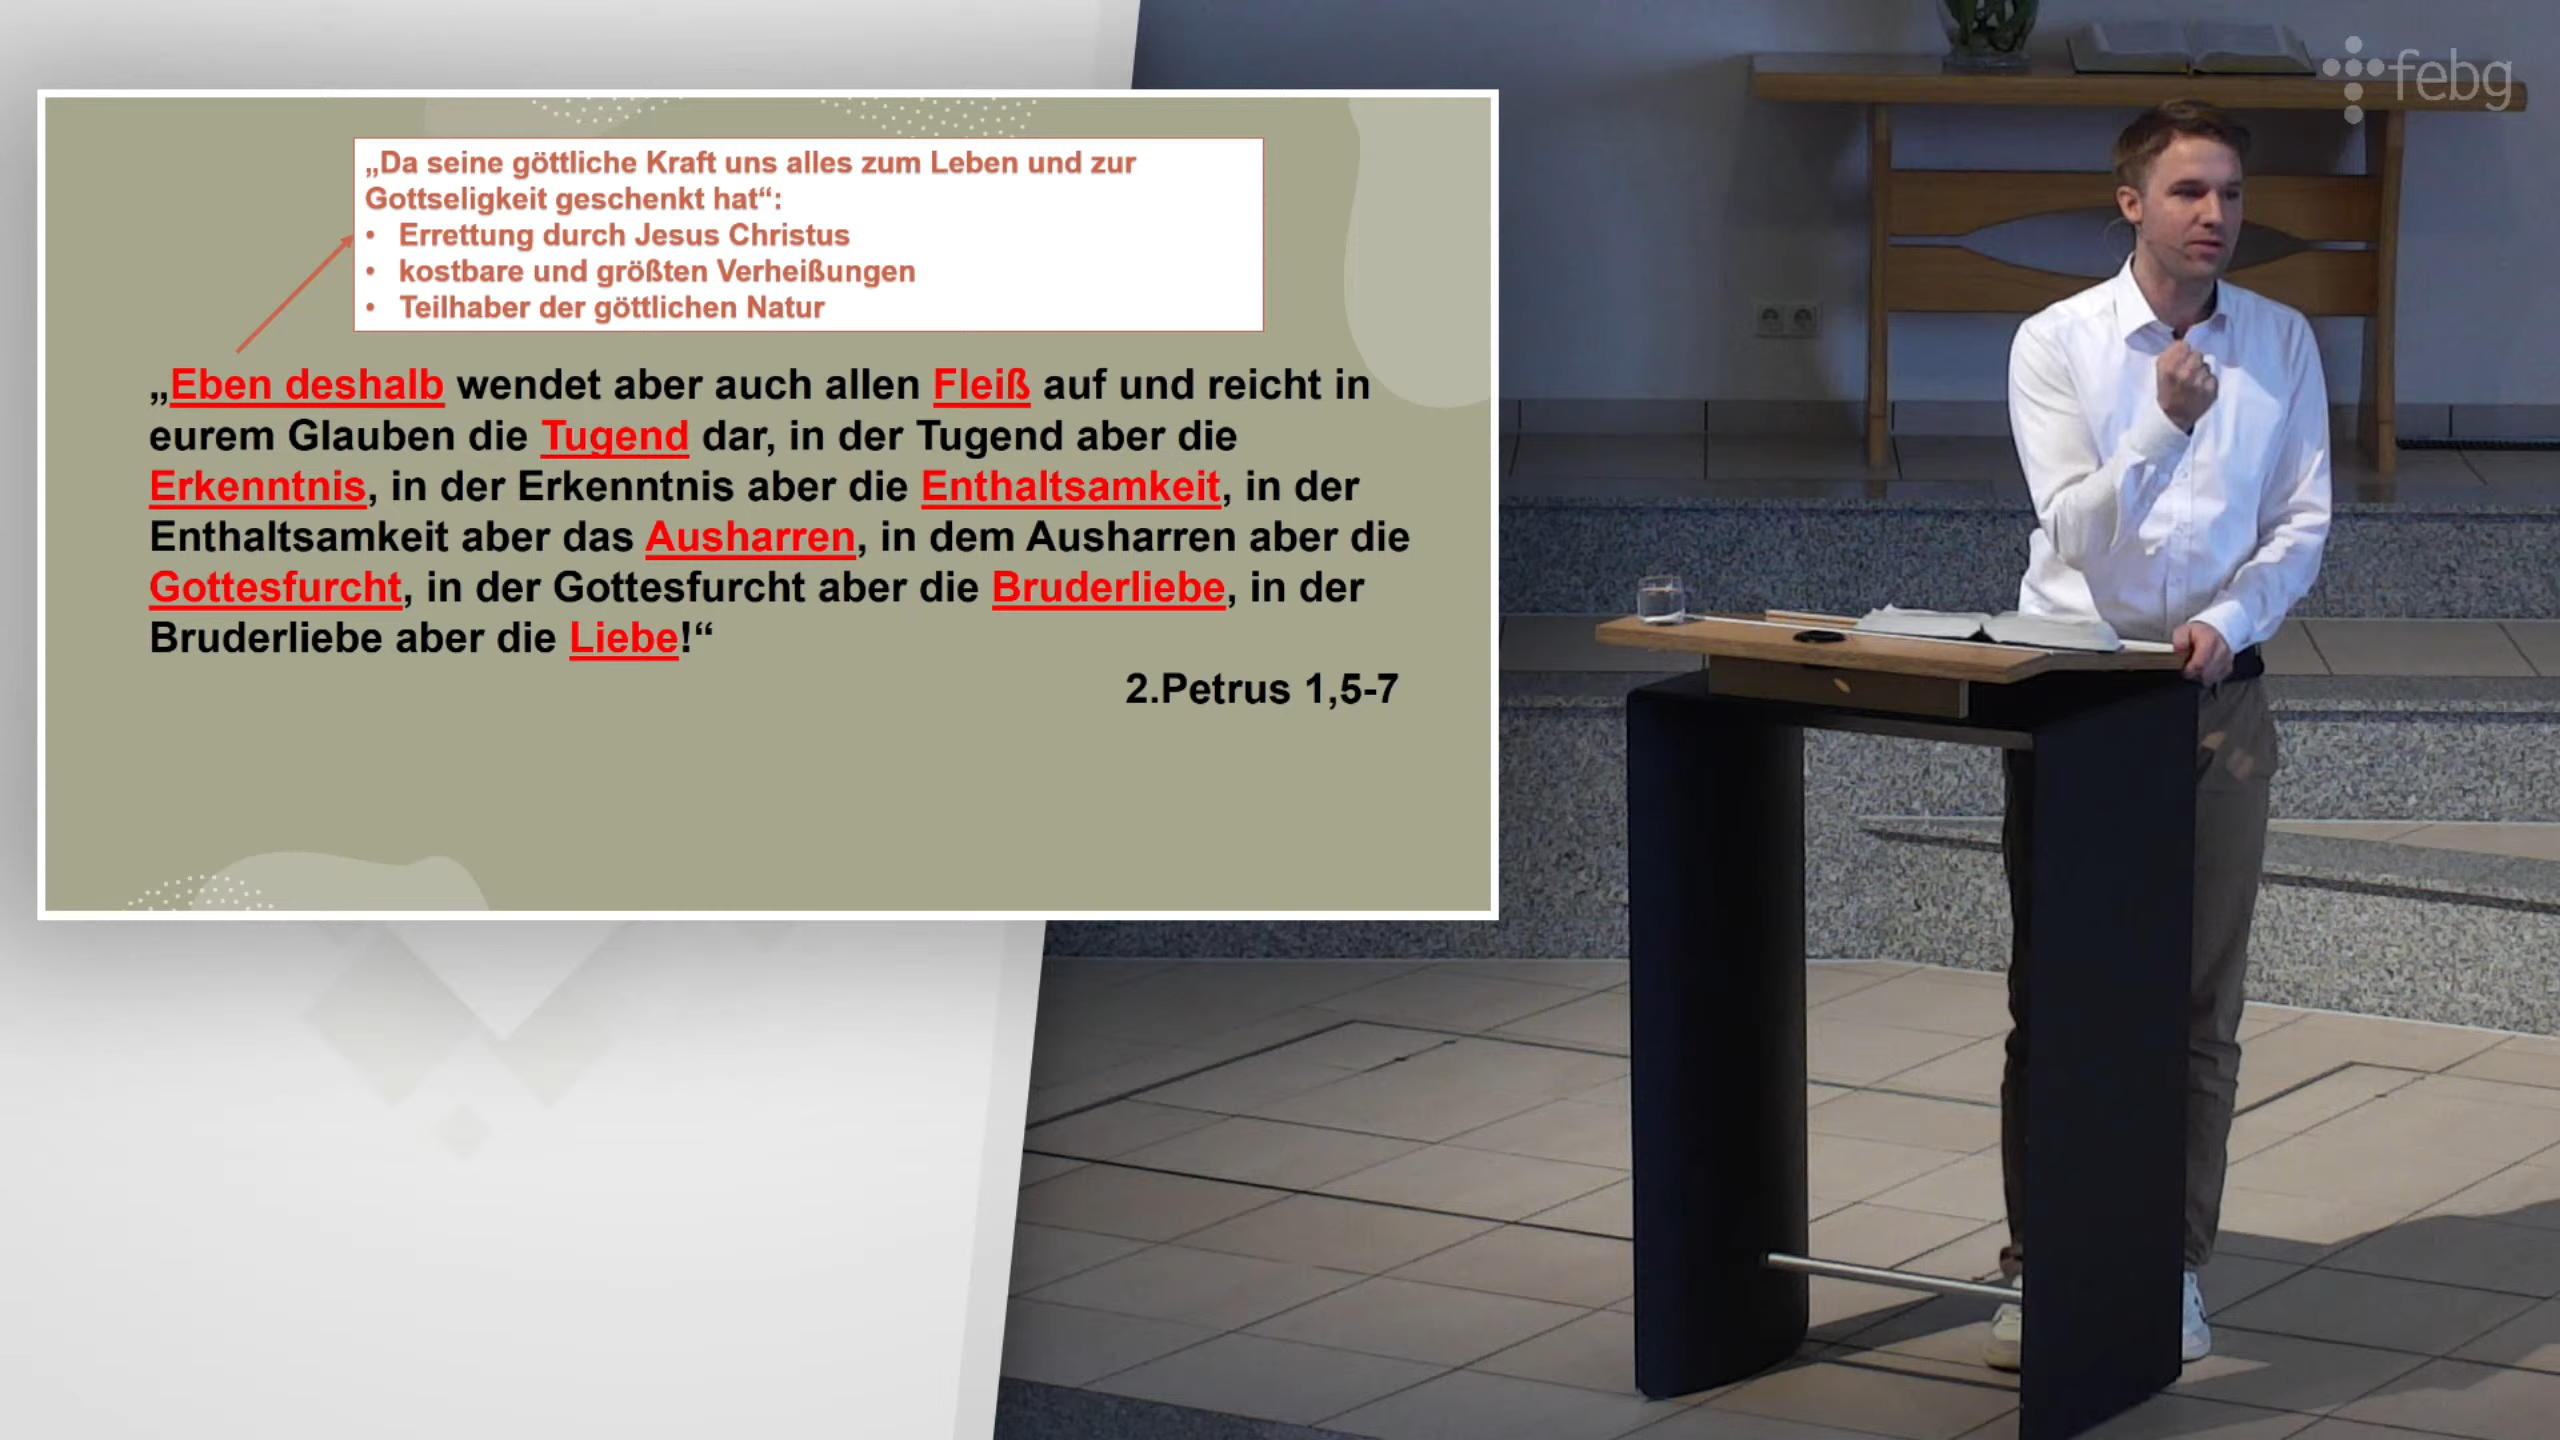 „Da seine göttliche Kraft uns alles zum Leben und zur
Gottseligkeit geschenkt hat“:
• Errettung durch Jesus Christus
• kostbare und größten Verheißungen
• Teilhaber der göttlichen Natur
„Eben deshalb wendet aber auch allen Fleiß auf und reicht in
eurem Glauben die Tugend dar, in der Tugend aber die
Erkenntnis, in der Erkenntnis aber die Enthaltsamkeit, in der
Enthaltsamkeit aber das Ausharren, in dem Ausharren aber die
Gottesfurcht, in der Gottesfurcht aber die Bruderliebe, in der
Bruderliebe aber die Liebe!“
2.Petrus 1,5-7
febg